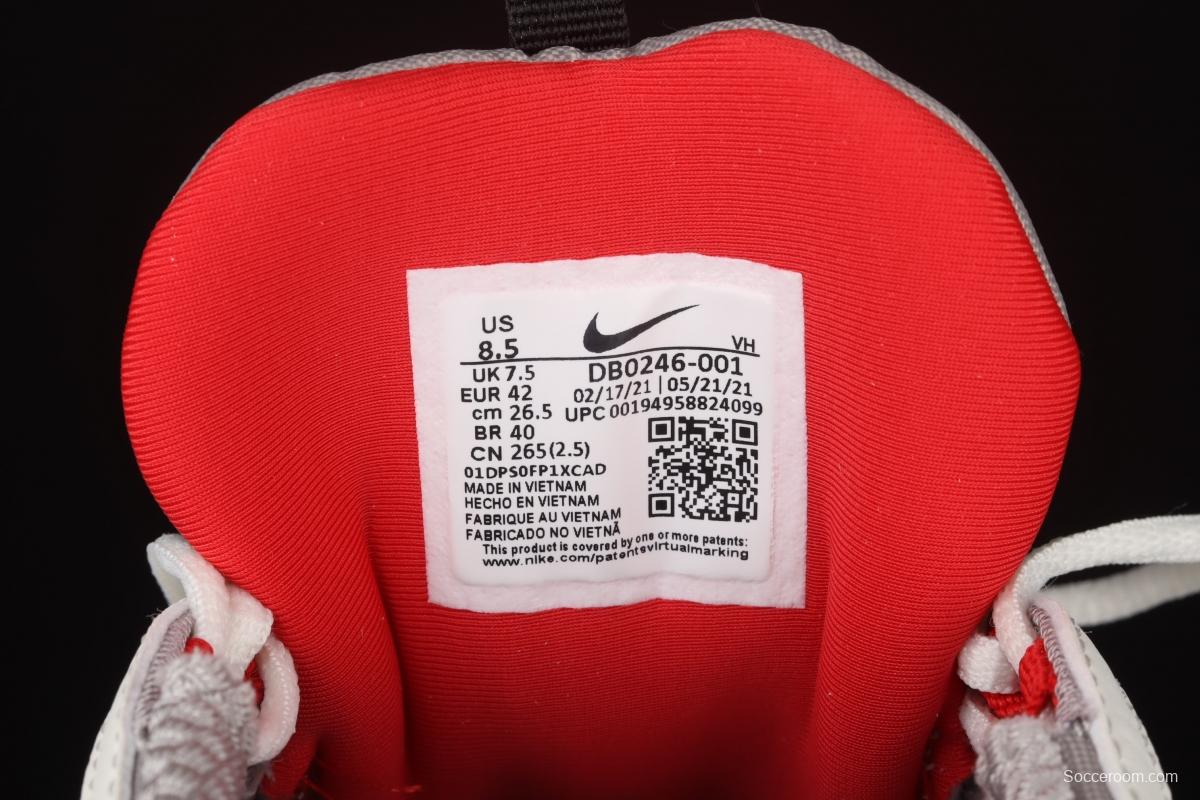 US
8.5
VH
UK 7.5
DB0246-001
EUR 42
02/17/21 | 05/21/21
cm 26.5
UPC 00194958824099
BR 40
CN 265(2.5)
01DPS0FP1XCAD
MADE IN VIETNAM
HECHO EN VIETNAM
FABRIQUE AU VIETNAM
FABRICADO NO VIETNÃ
This product is covered by one or more patents:
www.nike.com/patentsvirtualmarking
Socceroom.com